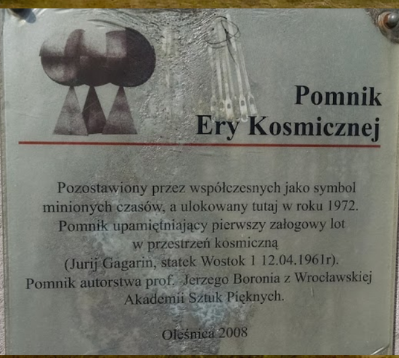 Pomnik
Ery Kosmicznej
Pozostawiony przez współczesnych jako symbol
minionych czasów, a ulokowany tutaj w roku 1972.
Pomnik upamiętniający pierwszy załogowy lot
w przestrzeń kosmiczną
(Jurij Gagarin, statek Wostok 1 12.04.1961r).
Pomnik autorstwa prof. Jerzego Boronia z Wrocławskiej
Akademii Sztuk Pięknych.
Oleśnica 2008